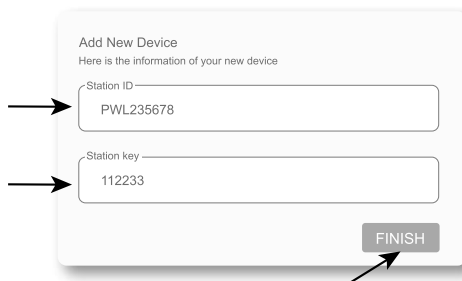 Add New Device
Here is the information of your new device
Station ID
PWL235678
Station key
112233
FINISH